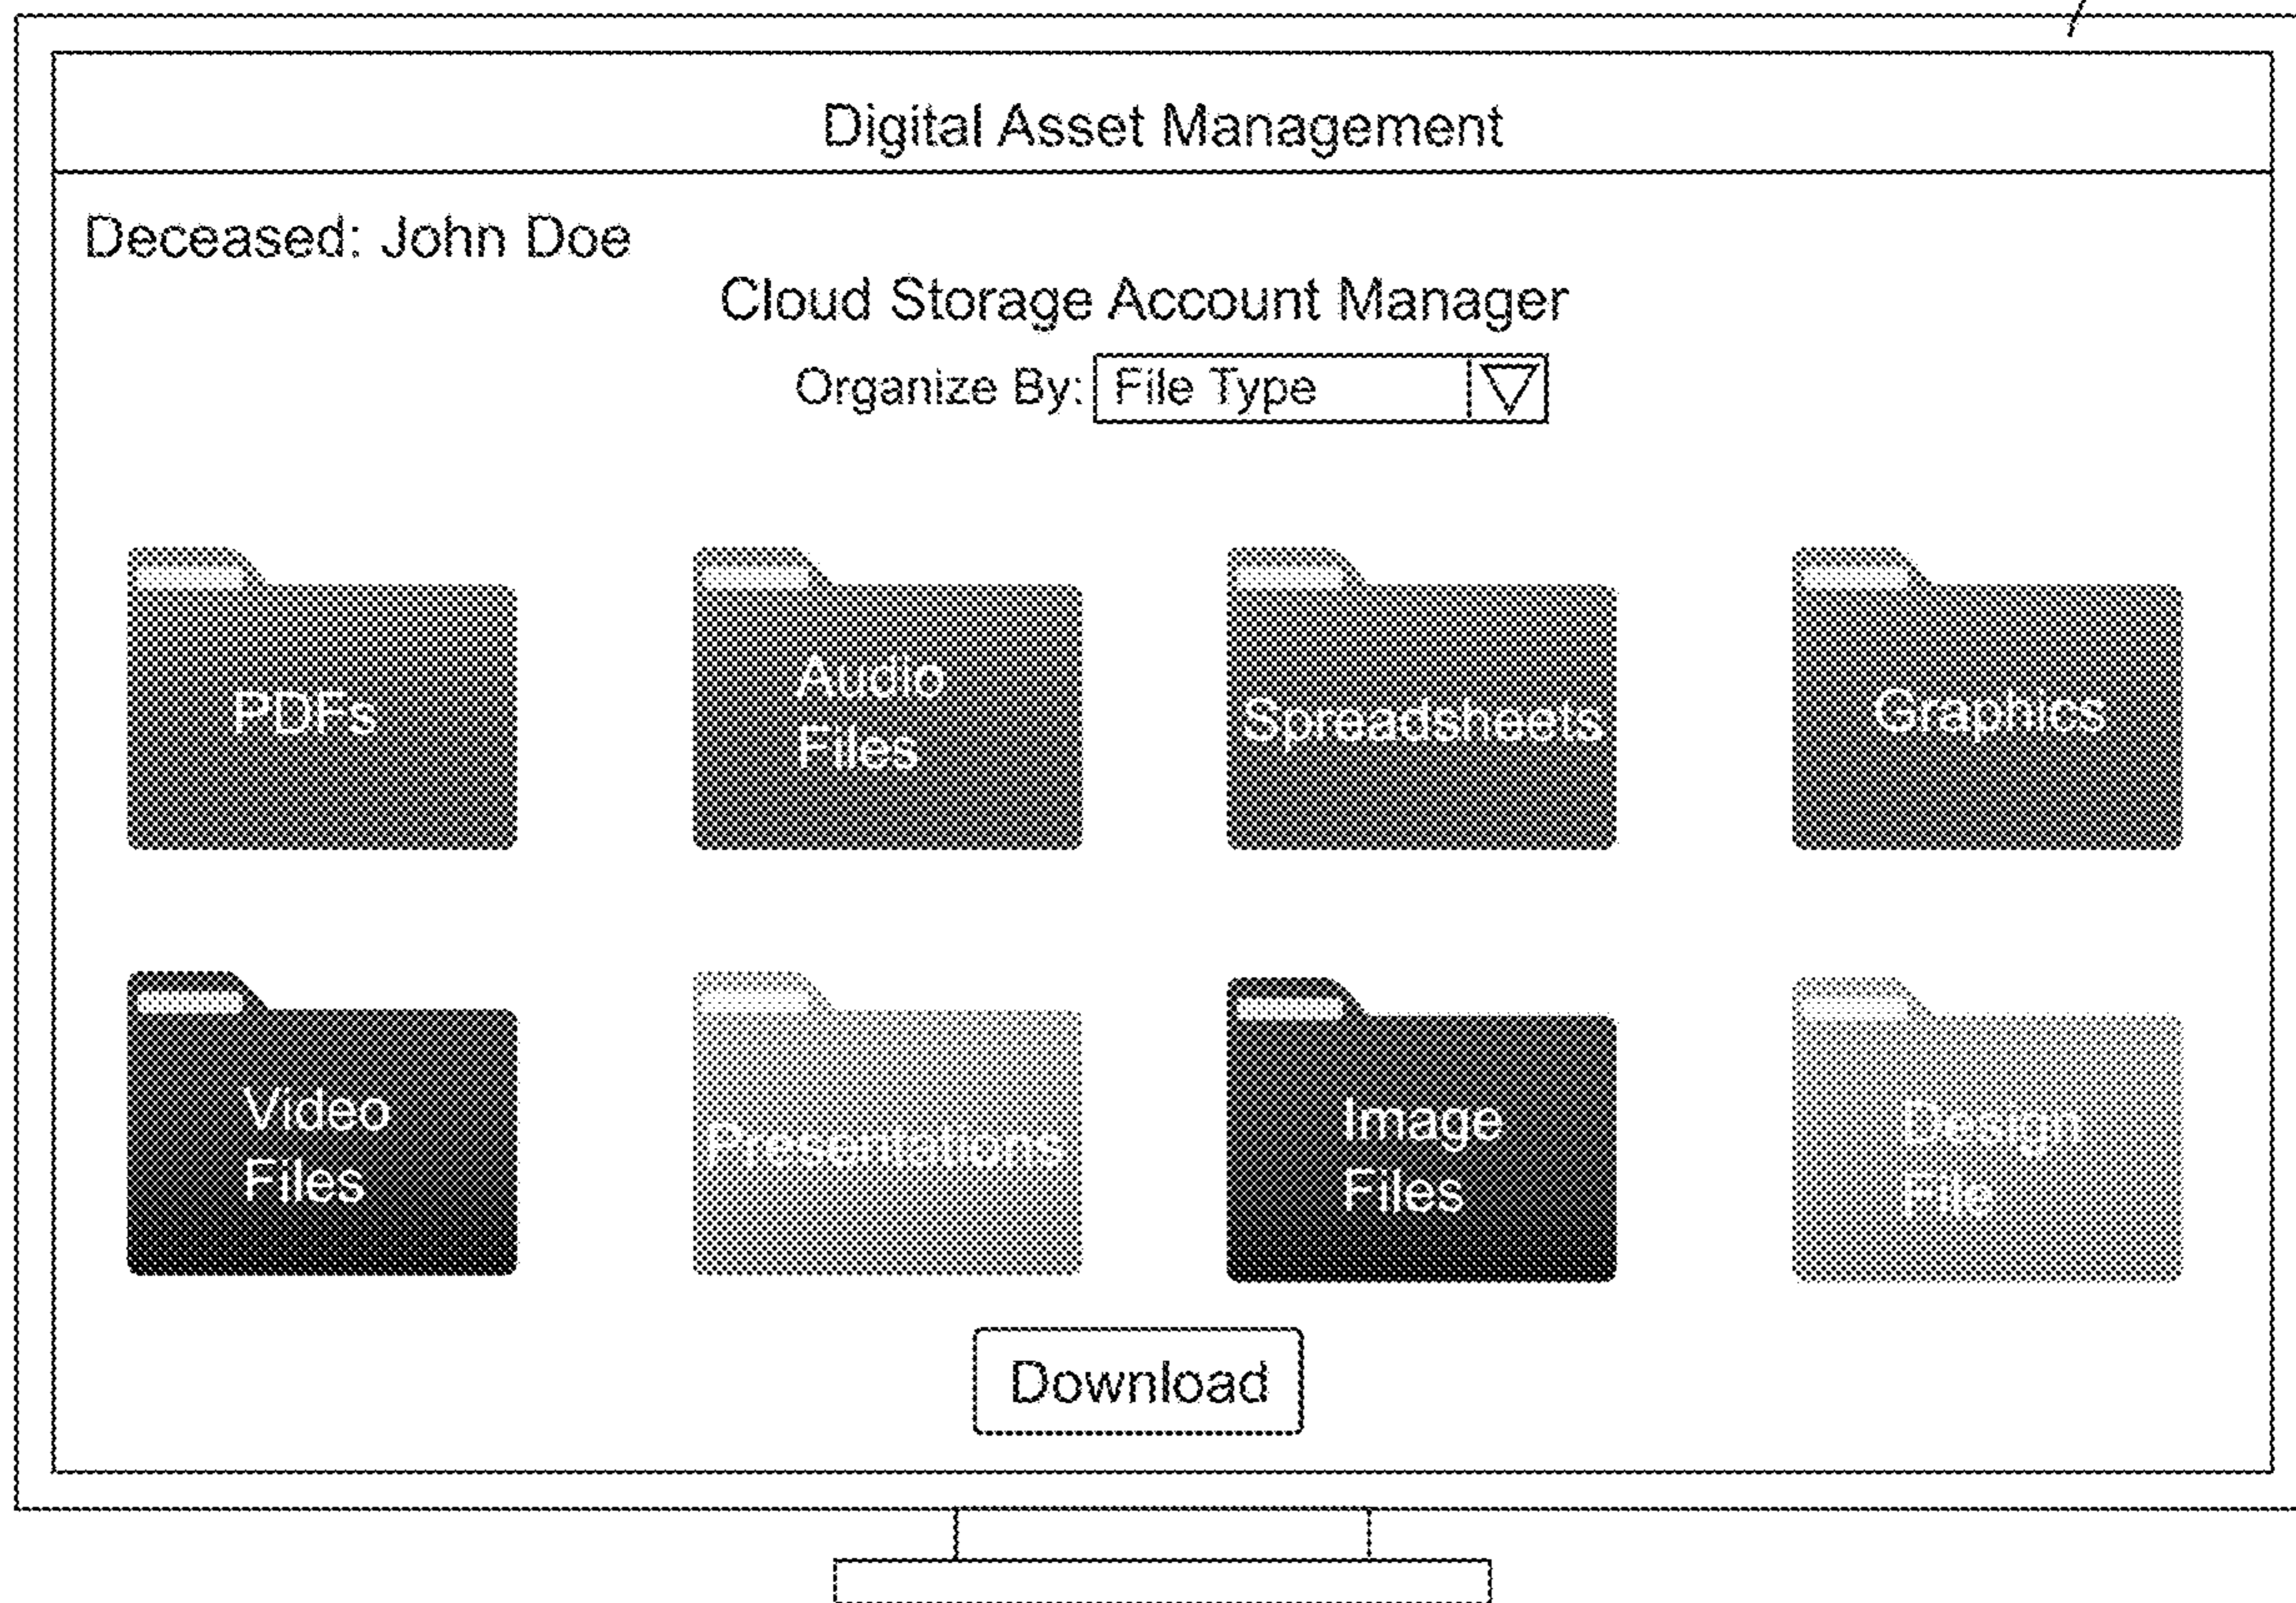 Digital Asset Management
Deceased: John Doe
Cloud Storage Account Manager
Organize By: File Type
PDFs
Audio
Files
Spreadsheets
Graphics
Video
Files
Presentations
Image
Files
Design
File
Download